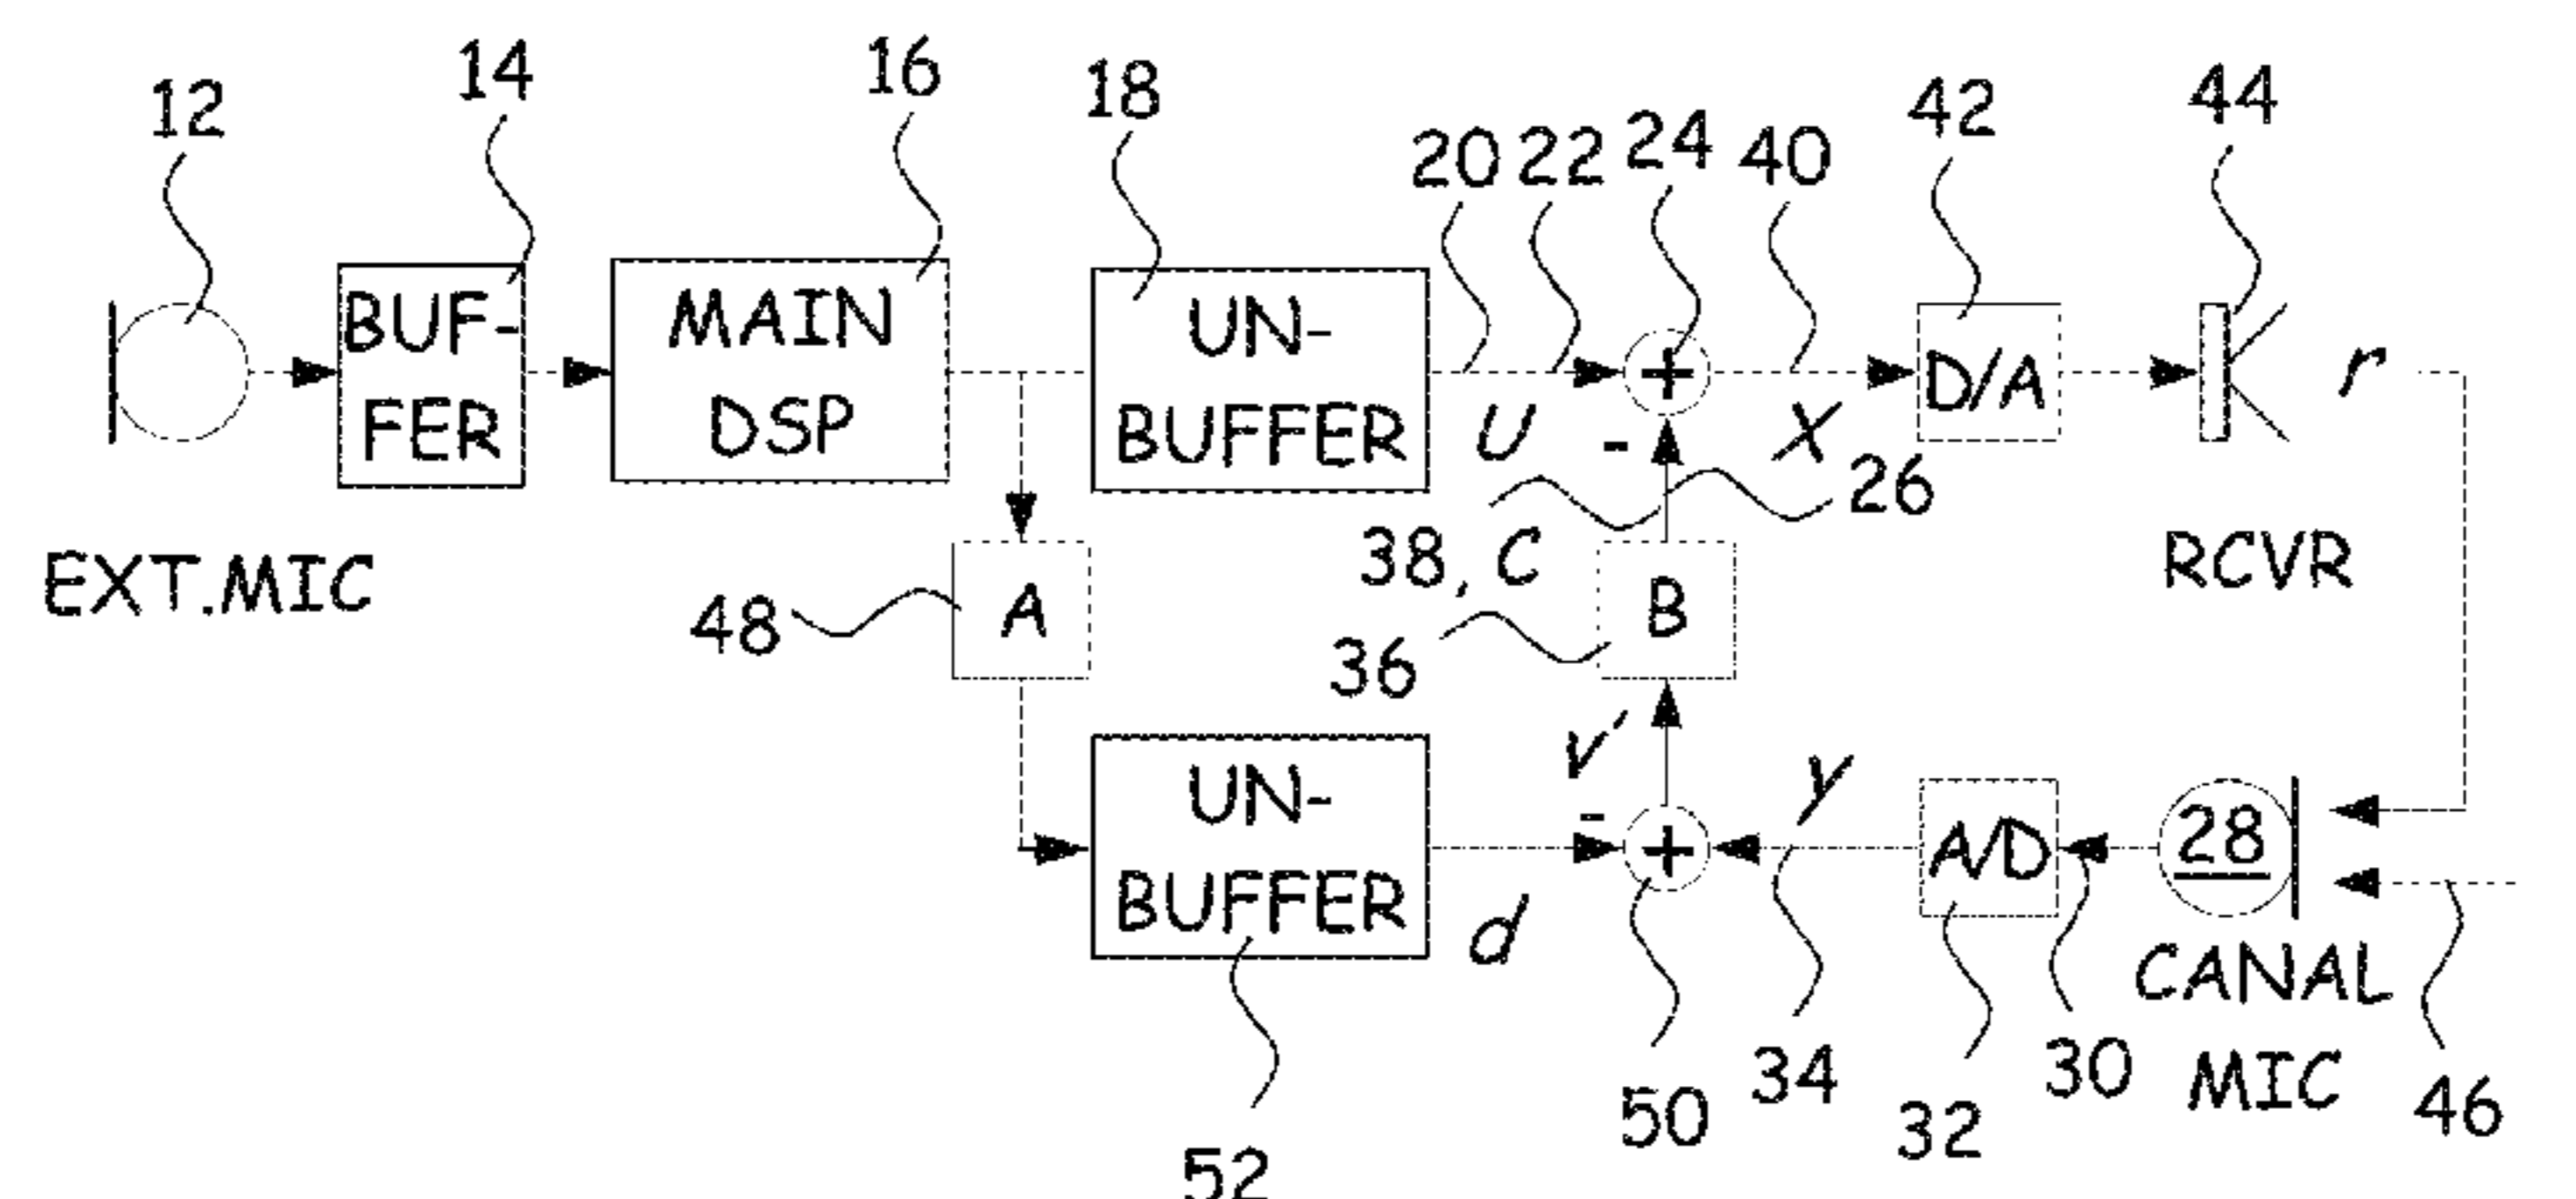 12
14
16
18
20
22
24
40
42
44
BUF-
FER
MAIN
DSP
UN-
BUFFER
U
+
-
X
D/A
r
EXT.MIC
38, C
26
RCVR
48
A
36
B
v'
UN-
BUFFER
d
-
+
y
A/D
28
CANAL
MIC
52
50
34
32
30
46